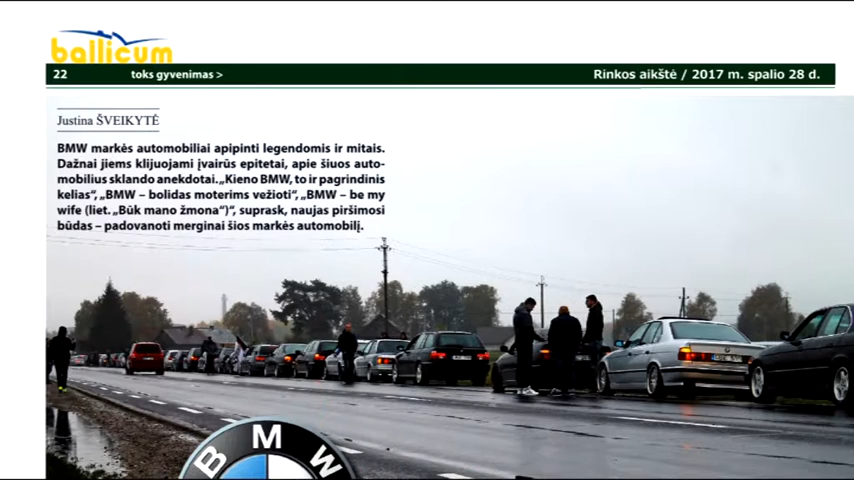 ballicum
22 toks gyvenimas > Rinkos aikštė / 2017 m. spalio 28 d.
Justina ŠVEIKYTĖ
BMW markės automobiliai apipinti legendomis ir mitais.
Dažnai jiems klijuojami įvairūs epitetai, apie šiuos auto-
mobilius sklando anekdotai. „Kieno BMW, to ir pagrindinis
kelias“, „BMW – bolidas moterims vežioti“, „BMW – be my
wife (liet. „Būk mano žmona“)“, suprask, naujas piršimosi
būdas – padovanoti merginai šios markės automobilį.
BMW